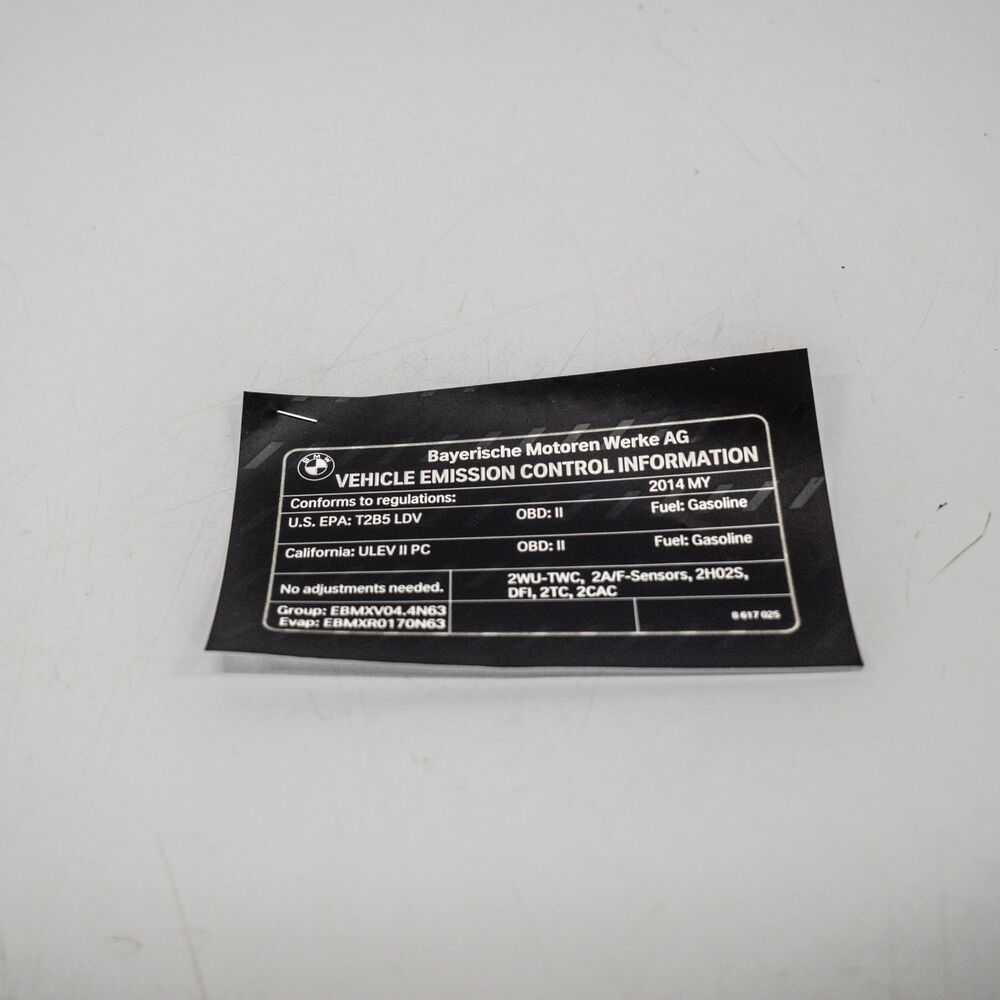 BMW
Bayerische Motoren Werke AG
VEHICLE EMISSION CONTROL INFORMATION
2014 MY
Conforms to regulations:
U.S. EPA: T2B5 LDV OBD: II Fuel: Gasoline
California: ULEV II PC OBD: II Fuel: Gasoline
No adjustments needed.
2WU-TWC, 2A/F-Sensors, 2HO2S,
DFI, 2TC, 2CAC
Group: EBMXV04.4N63
Evap: EBMXR0170N63
8 617 025